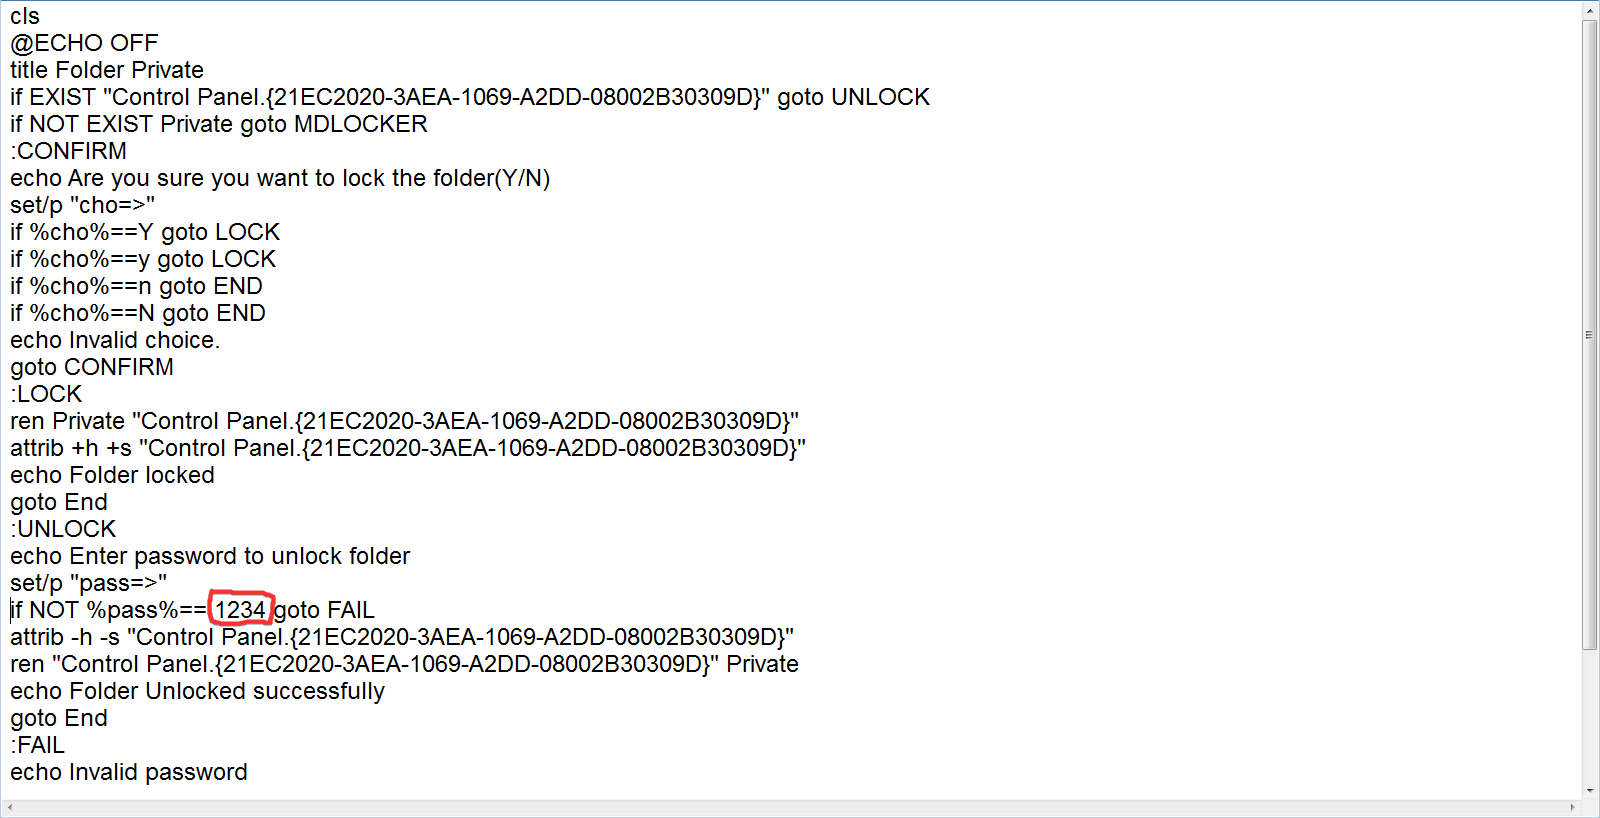 cls
@ECHO OFF
title Folder Private
if EXIST "Control Panel.{21EC2020-3AEA-1069-A2DD-08002B30309D}" goto UNLOCK
if NOT EXIST Private goto MDLOCKER
:CONFIRM
echo Are you sure you want to lock the folder(Y/N)
set/p "cho=>"
if %cho%==Y goto LOCK
if %cho%==y goto LOCK
if %cho%==n goto END
if %cho%==N goto END
echo Invalid choice.
goto CONFIRM
:LOCK
ren Private "Control Panel.{21EC2020-3AEA-1069-A2DD-08002B30309D}"
attrib +h +s "Control Panel.{21EC2020-3AEA-1069-A2DD-08002B30309D}"
echo Folder locked
goto End
:UNLOCK
echo Enter password to unlock folder
set/p "pass=>"
if NOT %pass%== 1234 goto FAIL
attrib -h -s "Control Panel.{21EC2020-3AEA-1069-A2DD-08002B30309D}"
ren "Control Panel.{21EC2020-3AEA-1069-A2DD-08002B30309D}" Private
echo Folder Unlocked successfully
goto End
:FAIL
echo Invalid password